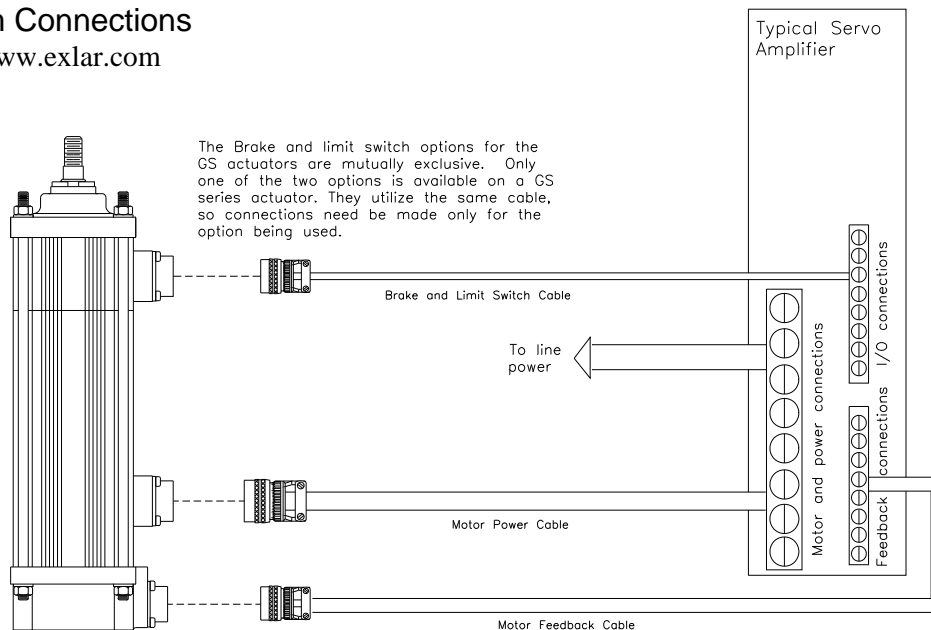 Connections
www.exlar.com
Typical Servo
Amplifier
The Brake and limit switch options for the
GS actuators are mutually exclusive. Only
one of the two options is available on a GS
series actuator. They utilize the same cable,
so connections need be made only for the
option being used.
Brake and Limit Switch Cable
I/O connections
To line
power
Motor and power connections
Feedback connections
Motor Power Cable
Motor Feedback Cable